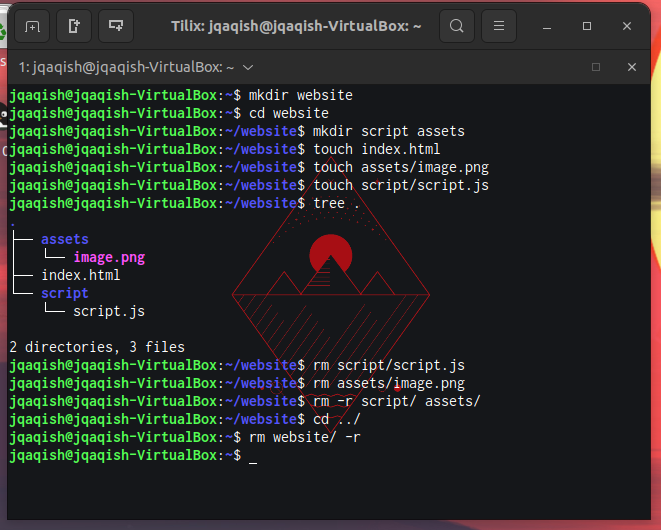 Tilix: jqaqish@jqaqish-VirtualBox: ~
1: jqaqish@jqaqish-VirtualBox: ~
jqaqish@jqaqish-VirtualBox:~$ mkdir website
jqaqish@jqaqish-VirtualBox:~$ cd website
jqaqish@jqaqish-VirtualBox:~/website$ mkdir script assets
jqaqish@jqaqish-VirtualBox:~/website$ touch index.html
jqaqish@jqaqish-VirtualBox:~/website$ touch assets/image.png
jqaqish@jqaqish-VirtualBox:~/website$ touch script/script.js
jqaqish@jqaqish-VirtualBox:~/website$ tree .
.
├── assets
│   └── image.png
├── index.html
└── script
    └── script.js
2 directories, 3 files
jqaqish@jqaqish-VirtualBox:~/website$ rm script/script.js
jqaqish@jqaqish-VirtualBox:~/website$ rm assets/image.png
jqaqish@jqaqish-VirtualBox:~/website$ rm -r script/ assets/
jqaqish@jqaqish-VirtualBox:~/website$ cd ../
jqaqish@jqaqish-VirtualBox:~$ rm website/ -r
jqaqish@jqaqish-VirtualBox:~$ _